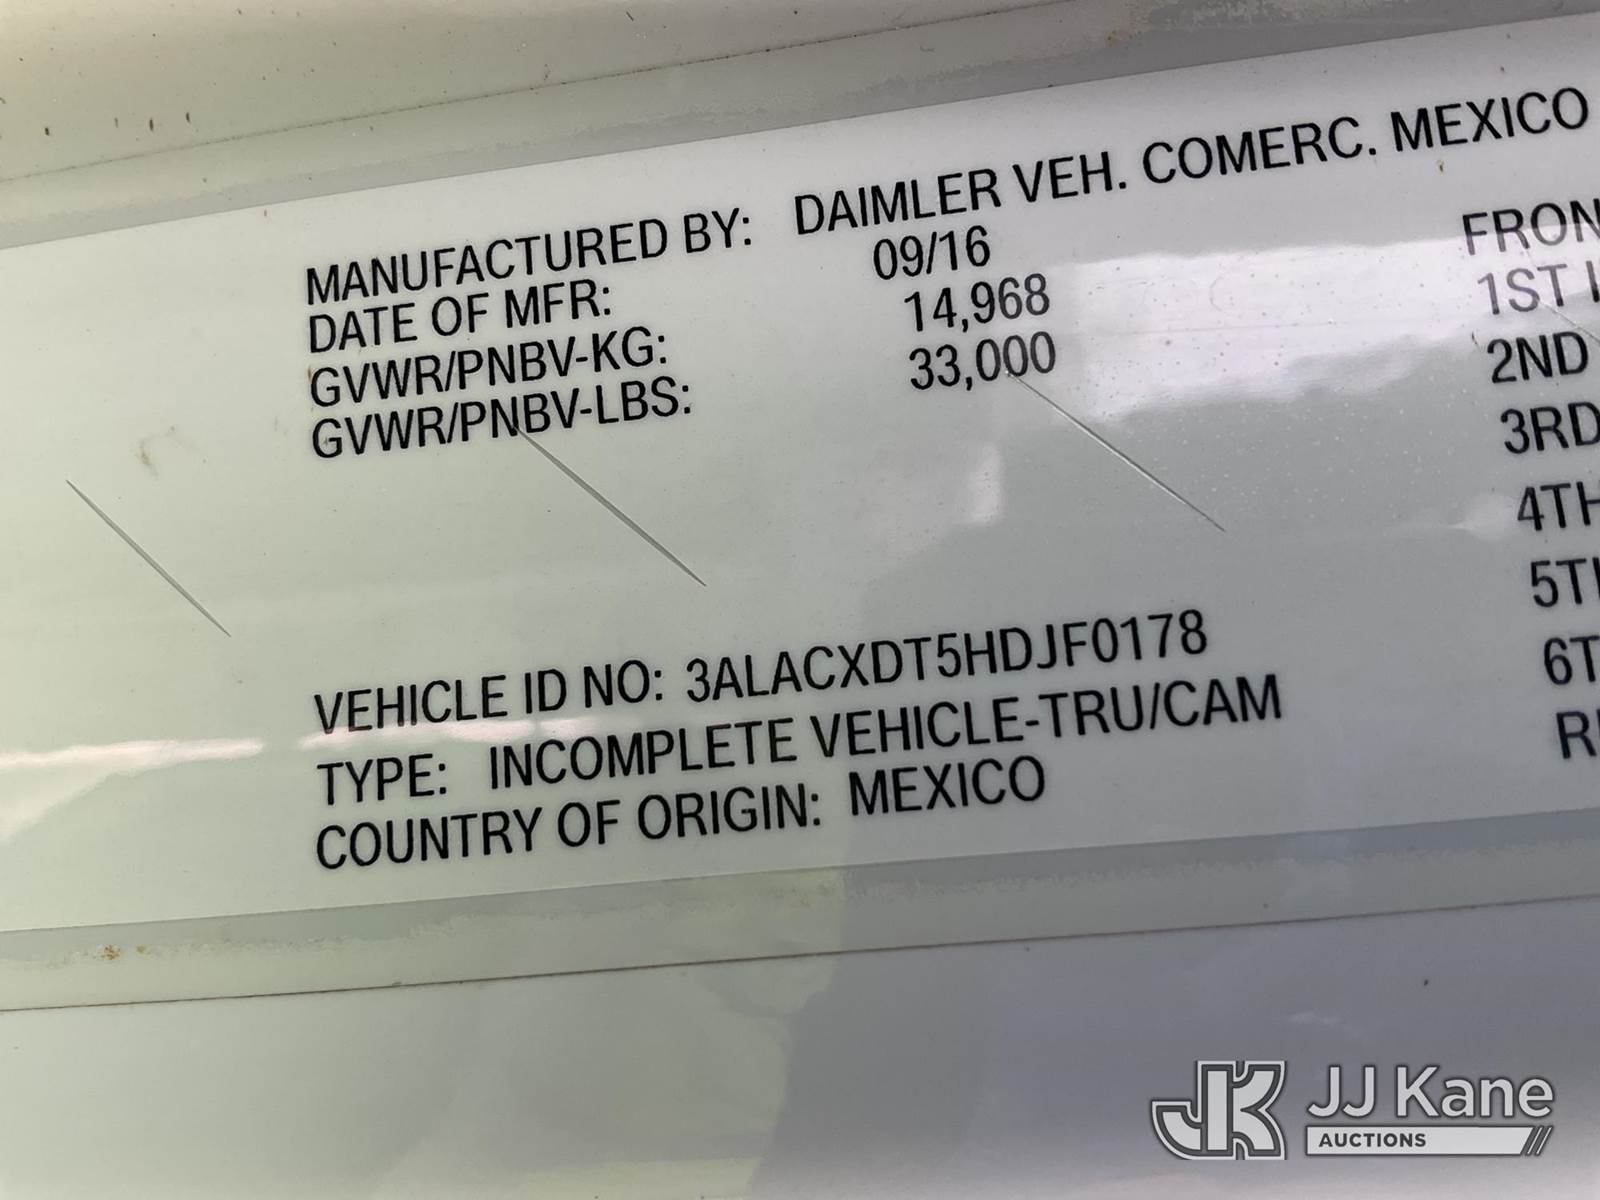 MANUFACTURED BY: DAIMLER VEH. COMERC. MEXICO
DATE OF MFR: 09/16
GVWR/PNBV-KG: 14,968
GVWR/PNBV-LBS: 33,000
VEHICLE ID NO: 3ALACXDT5HDJF0178
TYPE: INCOMPLETE VEHICLE-TRU/CAM
COUNTRY OF ORIGIN: MEXICO
1ST
2ND
3RD
JK JJ Kane
AUCTIONS